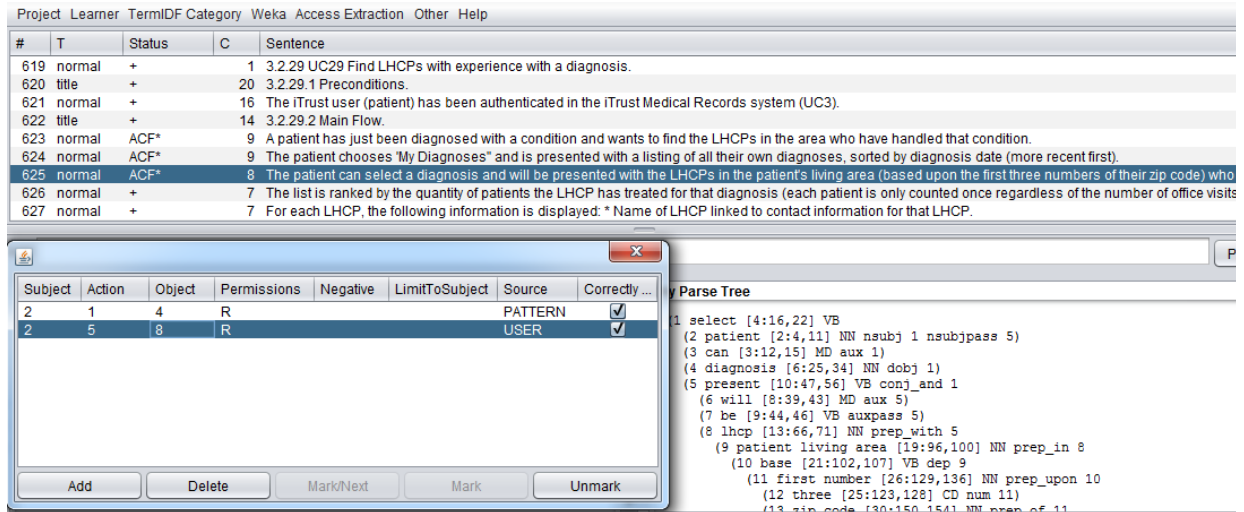 Project Learner TermIDF Category Weka Access Extraction Other Help
# T Status C Sentence
619 normal + 1 3.2.29 UC29 Find LHCPs with experience with a diagnosis.
620 title + 20 3.2.29.1 Preconditions.
621 normal + 16 The iTrust user (patient) has been authenticated in the iTrust Medical Records system (UC3).
622 title + 14 3.2.29.2 Main Flow.
623 normal ACF* 9 A patient has just been diagnosed with a condition and wants to find the LHCPs in the area who have handled that condition.
624 normal ACF* 9 The patient chooses 'My Diagnoses" and is presented with a listing of all their own diagnoses, sorted by diagnosis date (more recent first).
625 normal ACF* 8 The patient can select a diagnosis and will be presented with the LHCPs in the patient's living area (based upon the first three numbers of their zip code) who
626 normal + 7 The list is ranked by the quantity of patients the LHCP has treated for that diagnosis (each patient is only counted once regardless of the number of office visits
627 normal + 7 For each LHCP, the following information is displayed: * Name of LHCP linked to contact information for that LHCP.
P
Subject Action Object Permissions Negative LimitToSubject Source Correctly ...
2 1 4 R PATTERN
2 5 8 R USER
Add Delete Mark/Next Mark Unmark
y Parse Tree
(1 select [4:16,22] VB
(2 patient [2:4,11] NN nsubj 1 nsubjpass 5)
(3 can [3:12,15] MD aux 1)
(4 diagnosis [6:25,34] NN dobj 1)
(5 present [10:47,56] VB conj_and 1
(6 will [8:39,43] MD aux 5)
(7 be [9:44,46] VB auxpass 5)
(8 lhcp [13:66,71] NN prep_with 5
(9 patient living area [19:96,100] NN prep_in 8
(10 base [21:102,107] VB dep 9
(11 first number [26:129,136] NN prep_upon 10
(12 three [25:123,128] CD num 11)
(13 zip code [30:150,154] NN prep_of 11